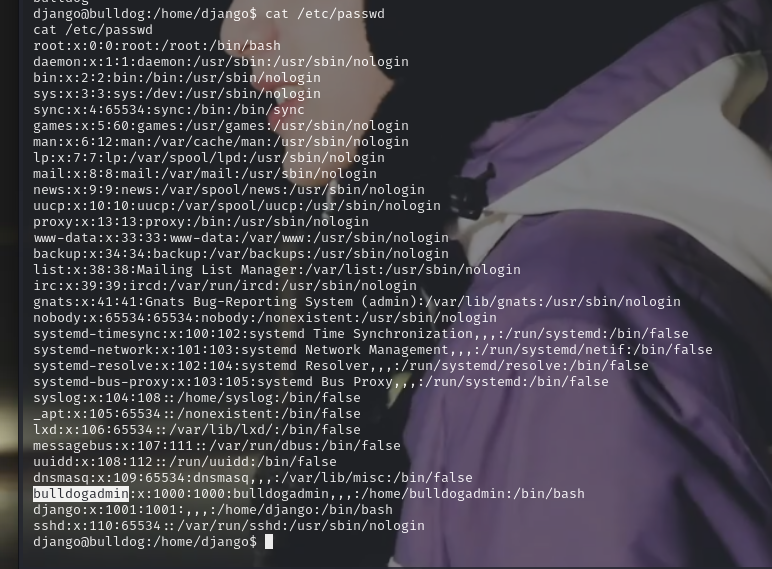 django@bulldog:/home/django$ cat /etc/passwd
cat /etc/passwd
root:x:0:0:root:/root:/bin/bash
daemon:x:1:1:daemon:/usr/sbin:/usr/sbin/nologin
bin:x:2:2:bin:/bin:/usr/sbin/nologin
sys:x:3:3:sys:/dev:/usr/sbin/nologin
sync:x:4:65534:sync:/bin:/bin/sync
games:x:5:60:games:/usr/games:/usr/sbin/nologin
man:x:6:12:man:/var/cache/man:/usr/sbin/nologin
lp:x:7:7:lp:/var/spool/lpd:/usr/sbin/nologin
mail:x:8:8:mail:/var/mail:/usr/sbin/nologin
news:x:9:9:news:/var/spool/news:/usr/sbin/nologin
uucp:x:10:10:uucp:/var/spool/uucp:/usr/sbin/nologin
proxy:x:13:13:proxy:/bin:/usr/sbin/nologin
www-data:x:33:33:www-data:/var/www:/usr/sbin/nologin
backup:x:34:34:backup:/var/backups:/usr/sbin/nologin
list:x:38:38:Mailing List Manager:/var/list:/usr/sbin/nologin
irc:x:39:39:ircd:/var/run/ircd:/usr/sbin/nologin
gnats:x:41:41:Gnats Bug-Reporting System (admin):/var/lib/gnats:/usr/sbin/nologin
nobody:x:65534:65534:nobody:/nonexistent:/usr/sbin/nologin
systemd-timesync:x:100:102:systemd Time Synchronization,,,:/run/systemd:/bin/false
systemd-network:x:101:103:systemd Network Management,,,:/run/systemd/netif:/bin/false
systemd-resolve:x:102:104:systemd Resolver,,,:/run/systemd/resolve:/bin/false
systemd-bus-proxy:x:103:105:systemd Bus Proxy,,,:/run/systemd:/bin/false
syslog:x:104:108::/home/syslog:/bin/false
_apt:x:105:65534::/nonexistent:/bin/false
lxd:x:106:65534::/var/lib/lxd/:/bin/false
messagebus:x:107:111::/var/run/dbus:/bin/false
uuidd:x:108:112::/run/uuidd:/bin/false
dnsmasq:x:109:65534:dnsmasq,,,:/var/lib/misc:/bin/false
bulldogadmin:x:1000:1000:bulldogadmin,,,:/home/bulldogadmin:/bin/bash
django:x:1001:1001:,,,:/home/django:/bin/bash
sshd:x:110:65534::/var/run/sshd:/usr/sbin/nologin
django@bulldog:/home/django$